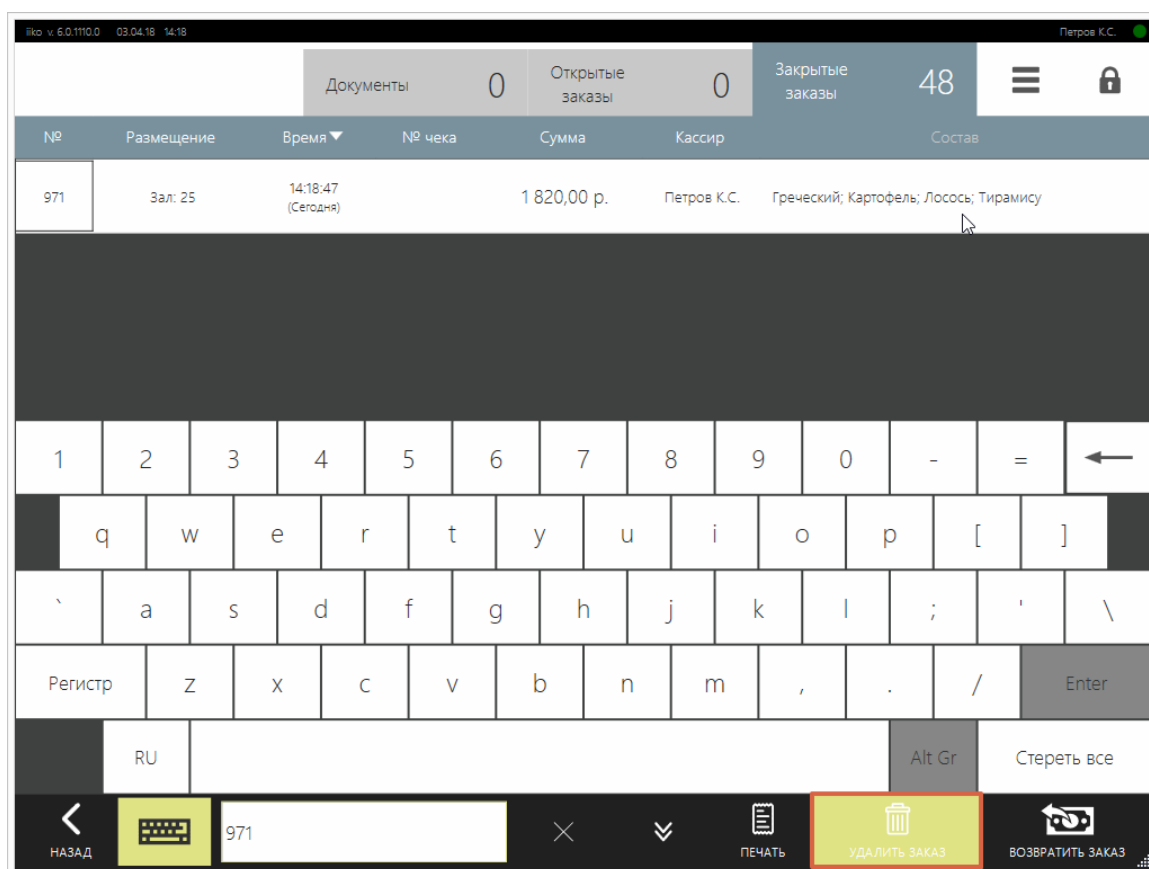 iiko v. 6.0.1110.0 03.04.18 14:18 Петров К.С.
Документы 0 Открытые заказы 0 Закрытые заказы 48
№ Размещение Время № чека Сумма Кассир Состав
971 Зал: 25 14:18:47 (Сегодня) 1 820,00 р. Петров К.С. Греческий; Картофель; Лосось; Тирамису
1 2 3 4 5 6 7 8 9 0 - =
q w e r t y u i o p [ ]
` a s d f g h j k l ; ' \
Регистр z x c v b n m , . / Enter
RU Alt Gr Стереть все
971
НАЗАД ПЕЧАТЬ УДАЛИТЬ ЗАКАЗ ВОЗВРАТИТЬ ЗАКАЗ